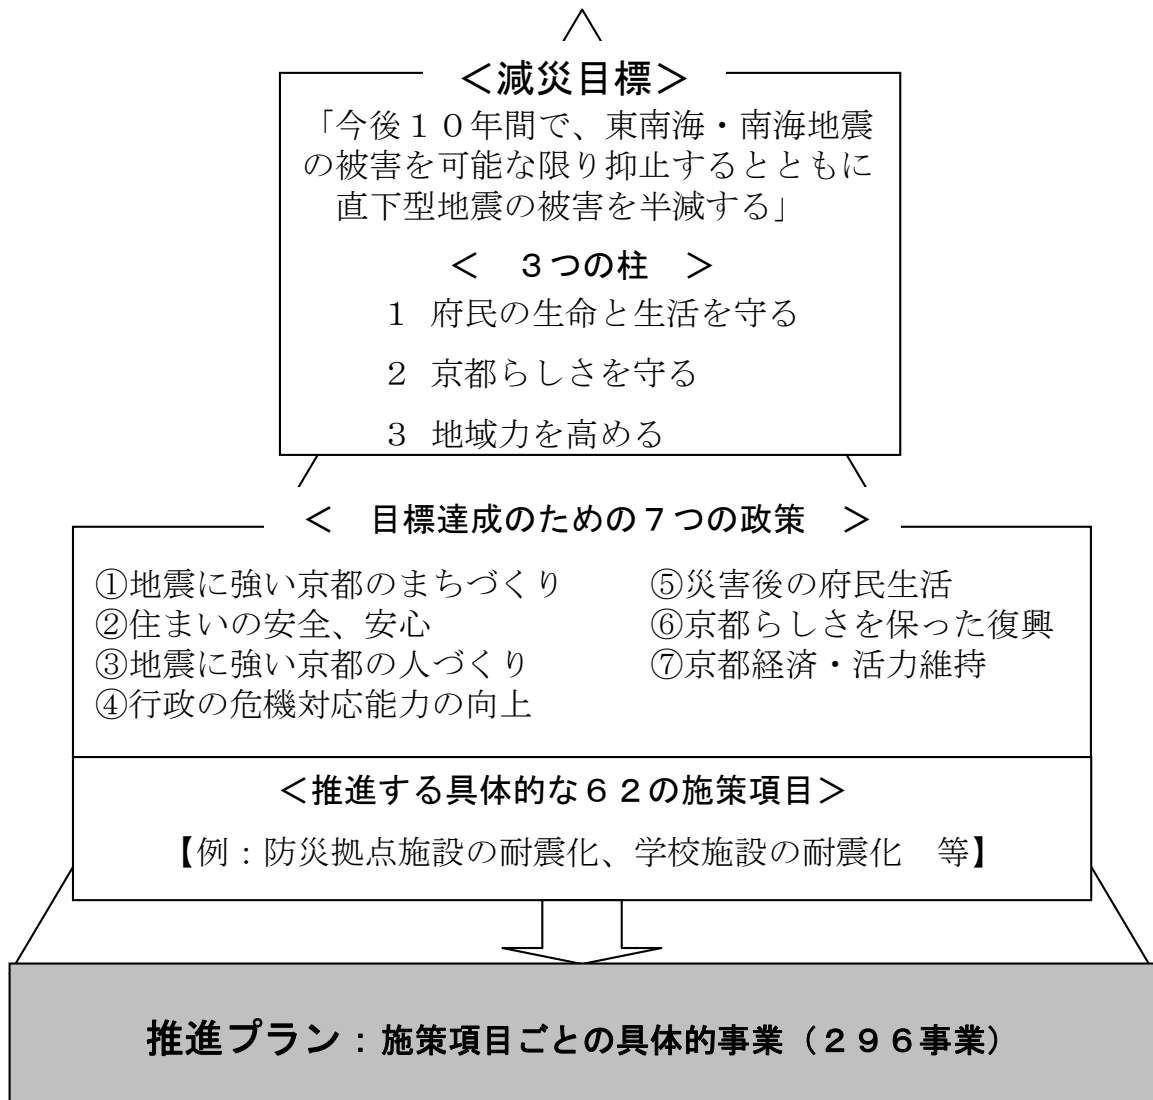 ＜減災目標＞
「今後１０年間で、東南海・南海地震
の被害を可能な限り抑止するとともに
直下型地震の被害を半減する」
＜　３つの柱　＞
１　府民の生命と生活を守る
２　京都らしさを守る
３　地域力を高める
＜　目標達成のための７つの政策　＞
①地震に強い京都のまちづくり
②住まいの安全、安心
③地震に強い京都の人づくり
④行政の危機対応能力の向上
⑤災害後の府民生活
⑥京都らしさを保った復興
⑦京都経済・活力維持
＜推進する具体的な６２の施策項目＞
【例：防災拠点施設の耐震化、学校施設の耐震化　等】
推進プラン：施策項目ごとの具体的事業（２９６事業）